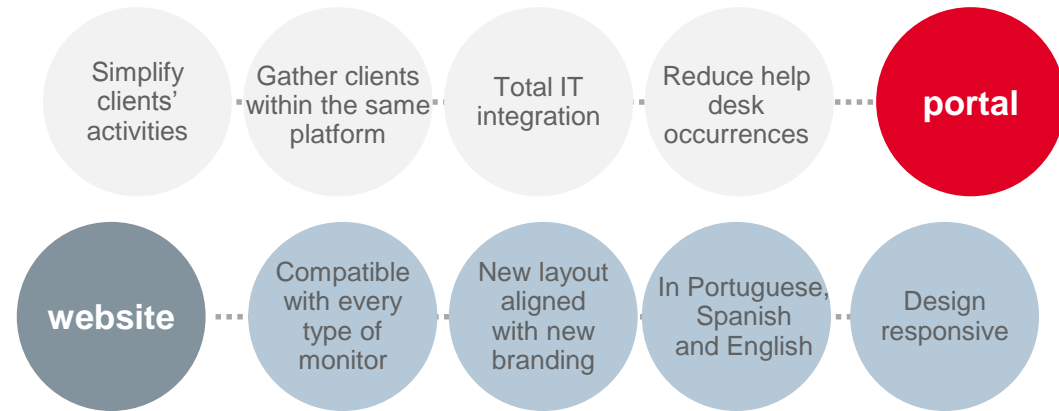 Simplify
clients’
activities
Gather clients
within the same
platform
Total IT
integration
Reduce help
desk
occurrences
portal
website
Compatible
with every
type of
monitor
New layout
aligned
with new
branding
In Portuguese,
Spanish
and English
Design
responsive